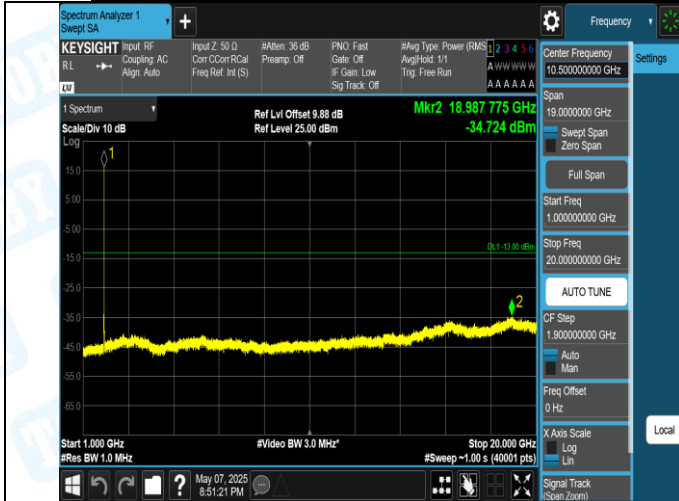 Spectrum Analyzer 1
Swept SA
Frequency
KEYSIGHT
RL
LXI
Input: RF
Coupling: AC
Align: Auto
Input Z: 50 Ω
Corr CCorr RCal
Freq Ref: Int (S)
#Atten: 36 dB
Preamp: Off
PNO: Fast
Gate: Off
IF Gain: Low
Sig Track: Off
#Avg Type: Power (RMS
Avg|Hold: 1/1
Trig: Free Run
1 2 3 4 5 6
A W W W W W
A A A A A A
1 Spectrum
Scale/Div 10 dB
Log
Ref Lvl Offset 9.88 dB
Ref Level 25.00 dBm
Mkr2 18.987 775 GHz
-34.724 dBm
1
15.0
5.00
-5.00
DL1 -13.00 dBm
-15.0
-25.0
2
-35.0
-45.0
-55.0
-65.0
Start 1.000 GHz
#Res BW 1.0 MHz
#Video BW 3.0 MHz*
Stop 20.000 GHz
#Sweep ~1.00 s (40001 pts)
?
May 07, 2025
8:51:21 PM
Center Frequency
10.500000000 GHz
Span
19.0000000 GHz
Swept Span
Zero Span
Full Span
Start Freq
1.000000000 GHz
Stop Freq
20.000000000 GHz
AUTO TUNE
CF Step
1.900000000 GHz
Auto
Man
Freq Offset
0 Hz
X Axis Scale
Log
Lin
Signal Track
(Span Zoom)
Settings
Local